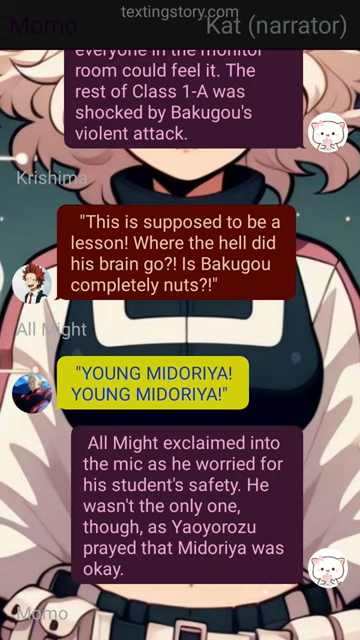 textingstory.com
Momo
Kat (narrator)
everyone in the monitor
room could feel it. The
rest of Class 1-A was
shocked by Bakugou's
violent attack.
Krishima
"This is supposed to be a
lesson! Where the hell did
his brain go?! Is Bakugou
completely nuts?!"
All Might
"YOUNG MIDORIYA!
YOUNG MIDORIYA!"
All Might exclaimed into
the mic as he worried for
his student's safety. He
wasn't the only one,
though, as Yaoyorozu
prayed that Midoriya was
okay.
Momo